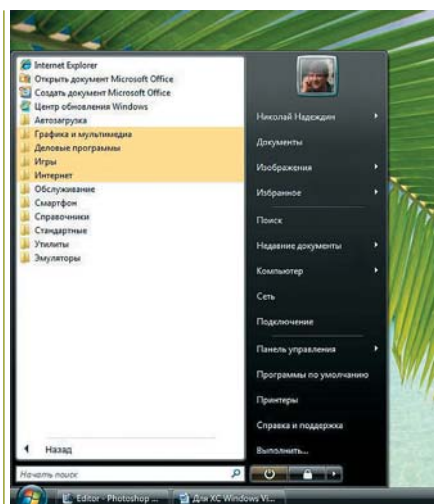 Internet Explorer
Открыть документ Microsoft Office
Создать документ Microsoft Office
Центр обновления Windows
Автозагрузка
Графика и мультимедиа
Деловые программы
Игры
Интернет
Обслуживание
Смартфон
Справочники
Стандартные
Утилиты
Эмуляторы
Назад
Начать поиск
Николай Надеждин
Документы
Изображения
Избранное
Поиск
Недавние документы
Компьютер
Сеть
Подключение
Панель управления
Программы по умолчанию
Принтеры
Справка и поддержка
Выполнить...
Editor - Photoshop ...
Для ХС Windows Vi...